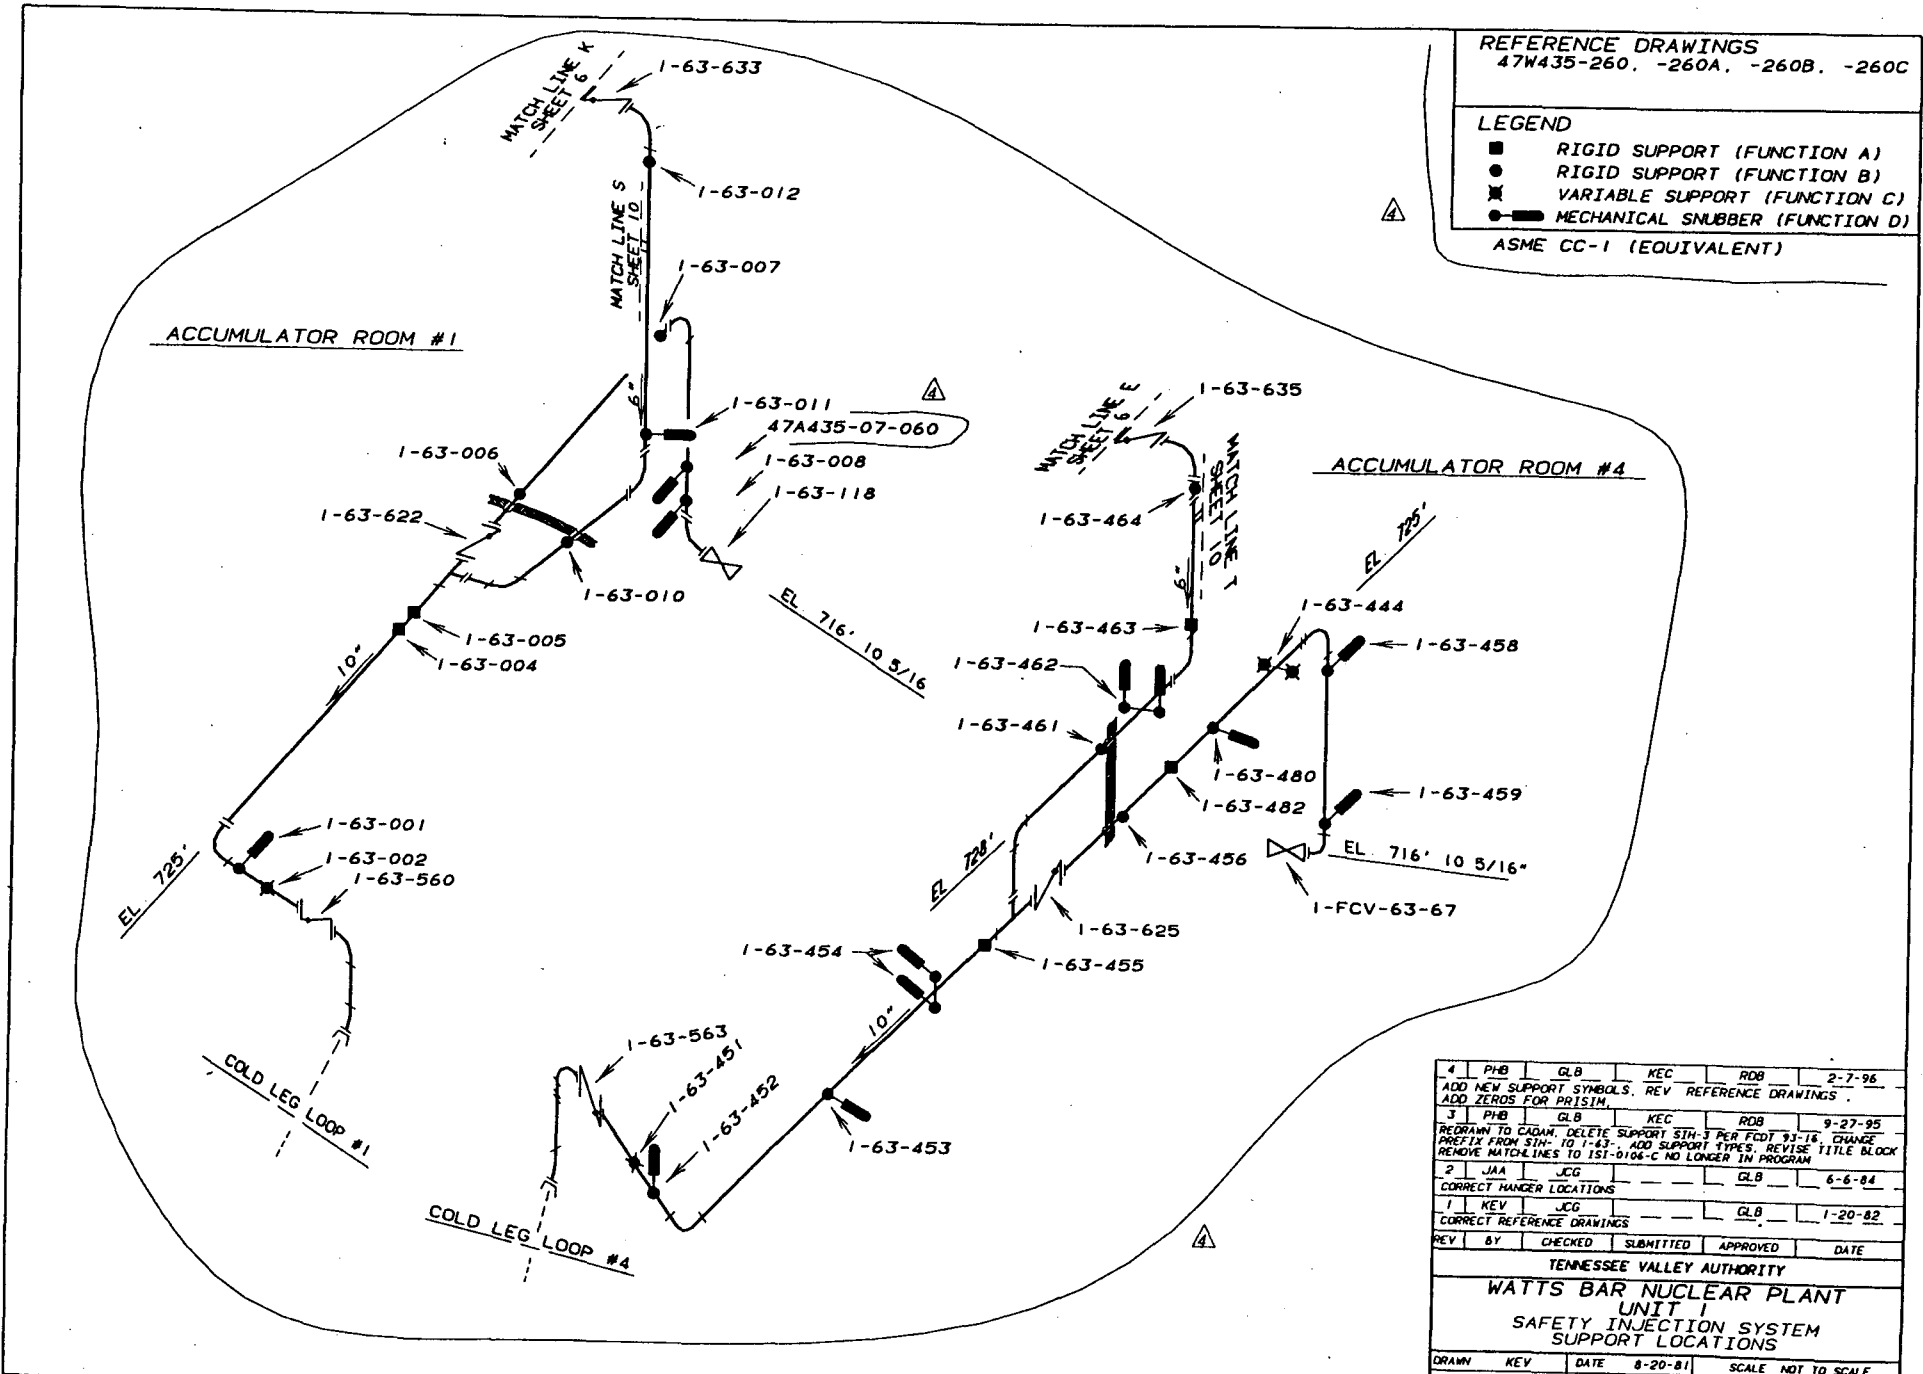 REFERENCE DRAWINGS
47W435-260, -260A, -260B, -260C
LEGEND
RIGID SUPPORT (FUNCTION A)
RIGID SUPPORT (FUNCTION B)
VARIABLE SUPPORT (FUNCTION C)
MECHANICAL SNUBBER (FUNCTION D)
ASME CC-1 (EQUIVALENT)
4
MATCH LINE K
SHEET 6
1-63-633
1-63-012
MATCH LINE S
SHEET 10
1-63-007
ACCUMULATOR ROOM #1
6"
4
1-63-011
47A435-07-060
1-63-008
1-63-118
1-63-006
1-63-622
1-63-010
1-63-005
1-63-004
10"
EL 716' 10 5/16
1-63-001
1-63-002
1-63-560
EL 725'
COLD LEG LOOP #1
MATCH LINE E
SHEET 6
1-63-635
MATCH LINE T
SHEET 10
ACCUMULATOR ROOM #4
1-63-464
EL 725'
6"
1-63-444
1-63-463
1-63-458
1-63-462
1-63-461
1-63-480
1-63-482
1-63-459
EL 728'
1-63-456
EL 716' 10 5/16"
1-FCV-63-67
1-63-625
1-63-454
1-63-455
10"
1-63-563
1-63-451
1-63-452
1-63-453
COLD LEG LOOP #4
4
4 PHB GLB KEC RDB 2-7-96
ADD NEW SUPPORT SYMBOLS, REV REFERENCE DRAWINGS,
ADD ZEROS FOR PRISIM.
3 PHB GLB KEC RDB 9-27-95
REDRAWN TO CADAM, DELETE SUPPORT SIH-3 PER FCDT 93-16, CHANGE
PREFIX FROM SIH- TO 1-63-, ADD SUPPORT TYPES, REVISE TITLE BLOCK
REMOVE MATCHLINES TO ISI-0106-C NO LONGER IN PROGRAM
2 JAA JCG GLB 6-6-84
CORRECT HANGER LOCATIONS
1 KEV JCG GLB 1-20-82
CORRECT REFERENCE DRAWINGS
REV BY CHECKED SUBMITTED APPROVED DATE
TENNESSEE VALLEY AUTHORITY
WATTS BAR NUCLEAR PLANT
UNIT 1
SAFETY INJECTION SYSTEM
SUPPORT LOCATIONS
DRAWN KEV DATE 8-20-81 SCALE NOT TO SCALE